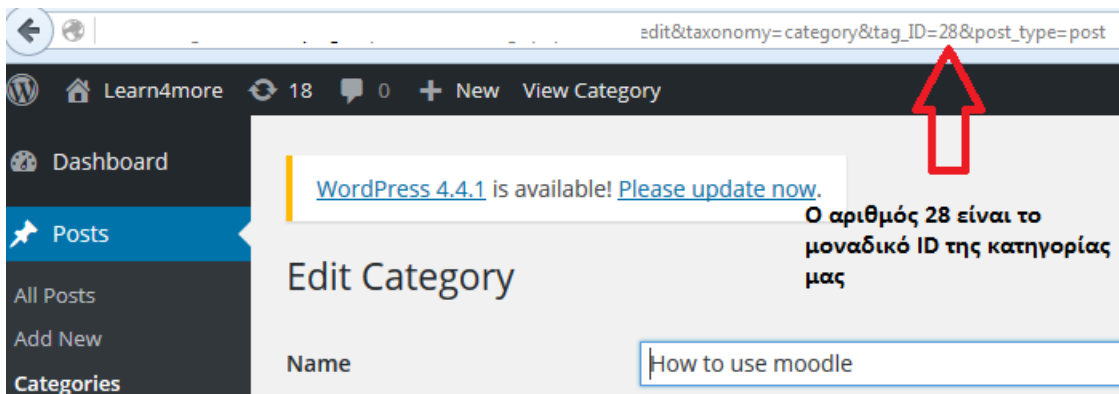 edit&taxonomy=category&tag_ID=28&post_type=post
Learn4more 18 0 + New View Category
Dashboard
WordPress 4.4.1 is available! Please update now.
Posts
Ο αριθμός 28 είναι το
μοναδικό ID της κατηγορίας
μας
Edit Category
All Posts
Add New
Name How to use moodle
Categories